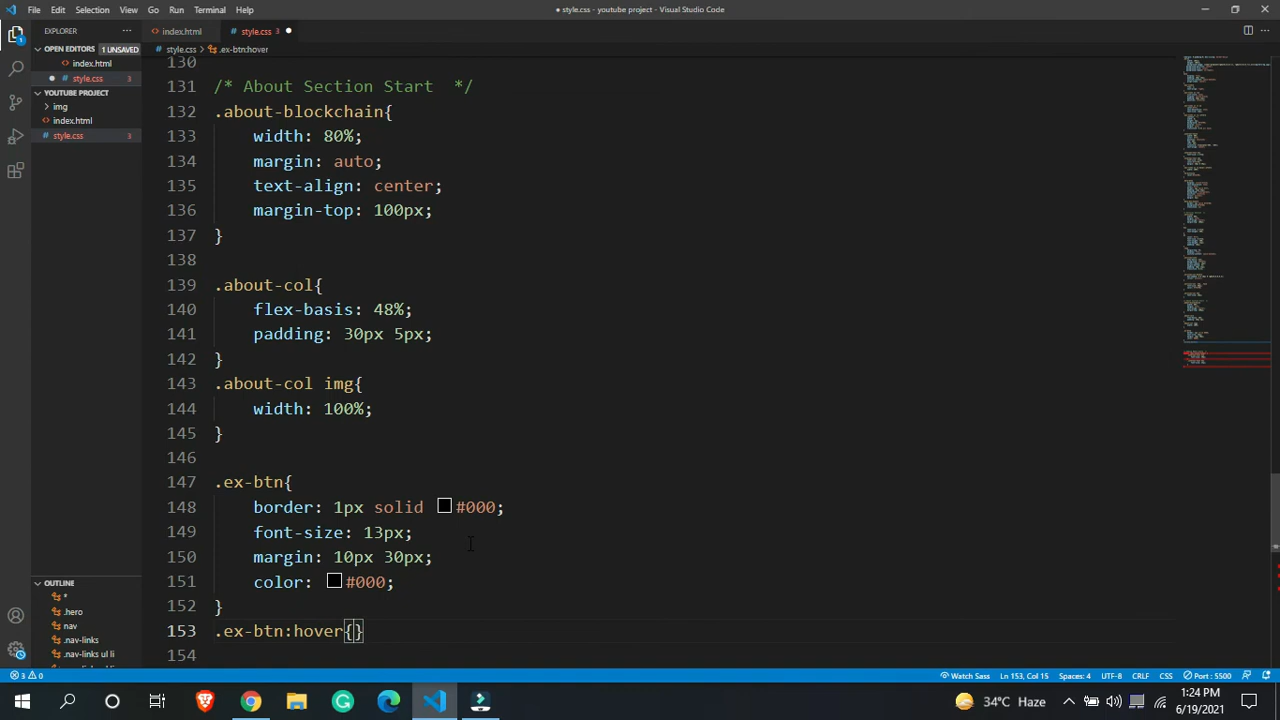 File Edit Selection View Go Run Terminal Help
● style.css - youtube project - Visual Studio Code
EXPLORER ···
index.html
style.css 3 ●
OPEN EDITORS 1 UNSAVED
style.css > .ex-btn:hover
index.html
● style.css 3
YOUTUBE PROJECT
> img
index.html
style.css 3
130
131 /* About Section Start  */
132 .about-blockchain{
133 width: 80%;
134 margin: auto;
135 text-align: center;
136 margin-top: 100px;
137 }
138
139 .about-col{
140 flex-basis: 48%;
141 padding: 30px 5px;
142 }
143 .about-col img{
144 width: 100%;
145 }
146
147 .ex-btn{
148 border: 1px solid #000;
149 font-size: 13px;
150 margin: 10px 30px;
151 color: #000;
152 }
153 .ex-btn:hover{}
154
OUTLINE
*
.hero
nav
.nav-links
.nav-links ul li
3 0
Watch Sass Ln 153, Col 15 Spaces: 4 UTF-8 CRLF CSS Port : 5500
34°C Haze
1:24 PM
6/19/2021